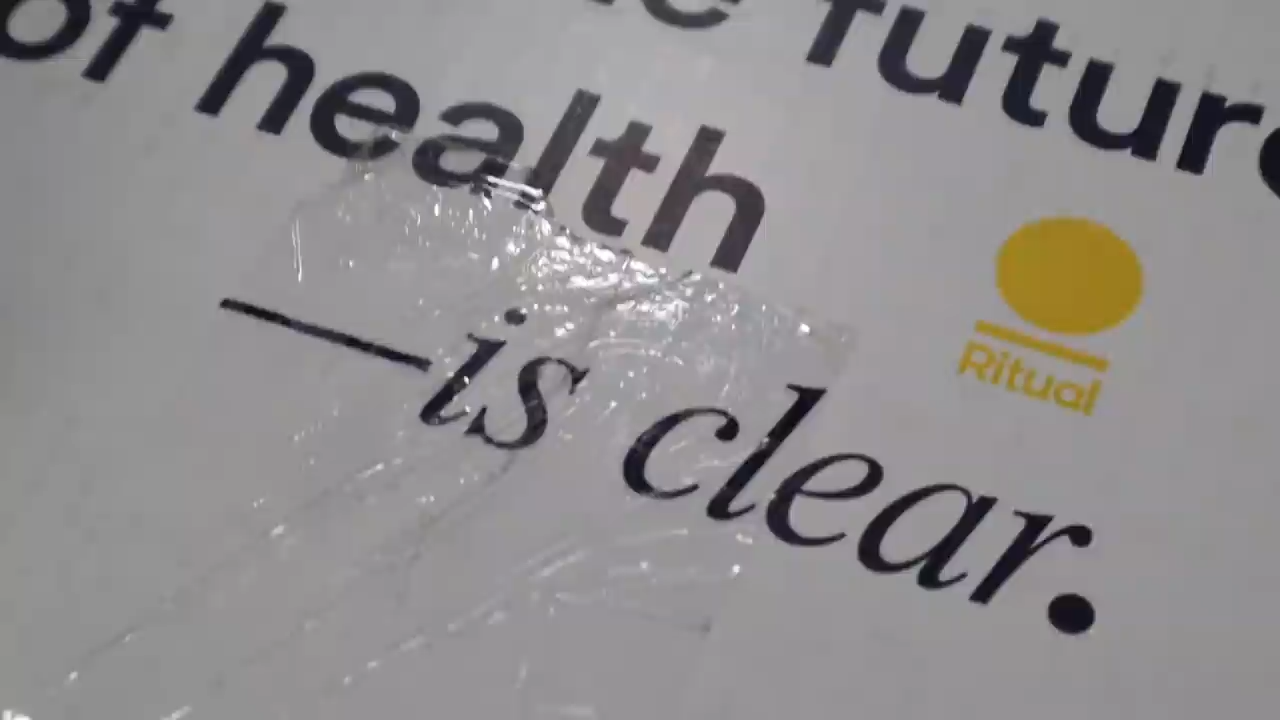 future
of health
—is clear.
Ritual